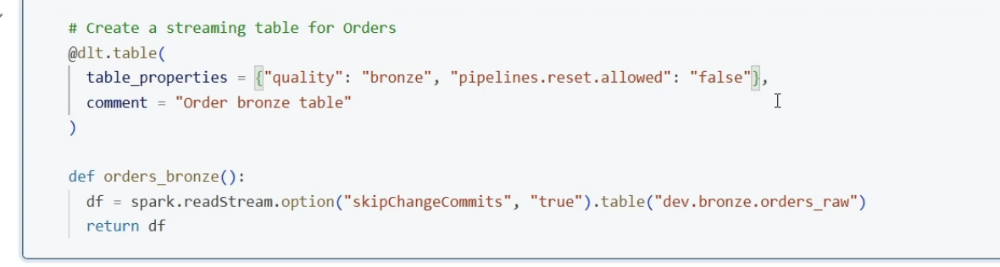 # Create a streaming table for Orders
@dlt.table(
table_properties = {"quality": "bronze", "pipelines.reset.allowed": "false"},
comment = "Order bronze table"
)
def orders_bronze():
df = spark.readStream.option("skipChangeCommits", "true").table("dev.bronze.orders_raw")
return df